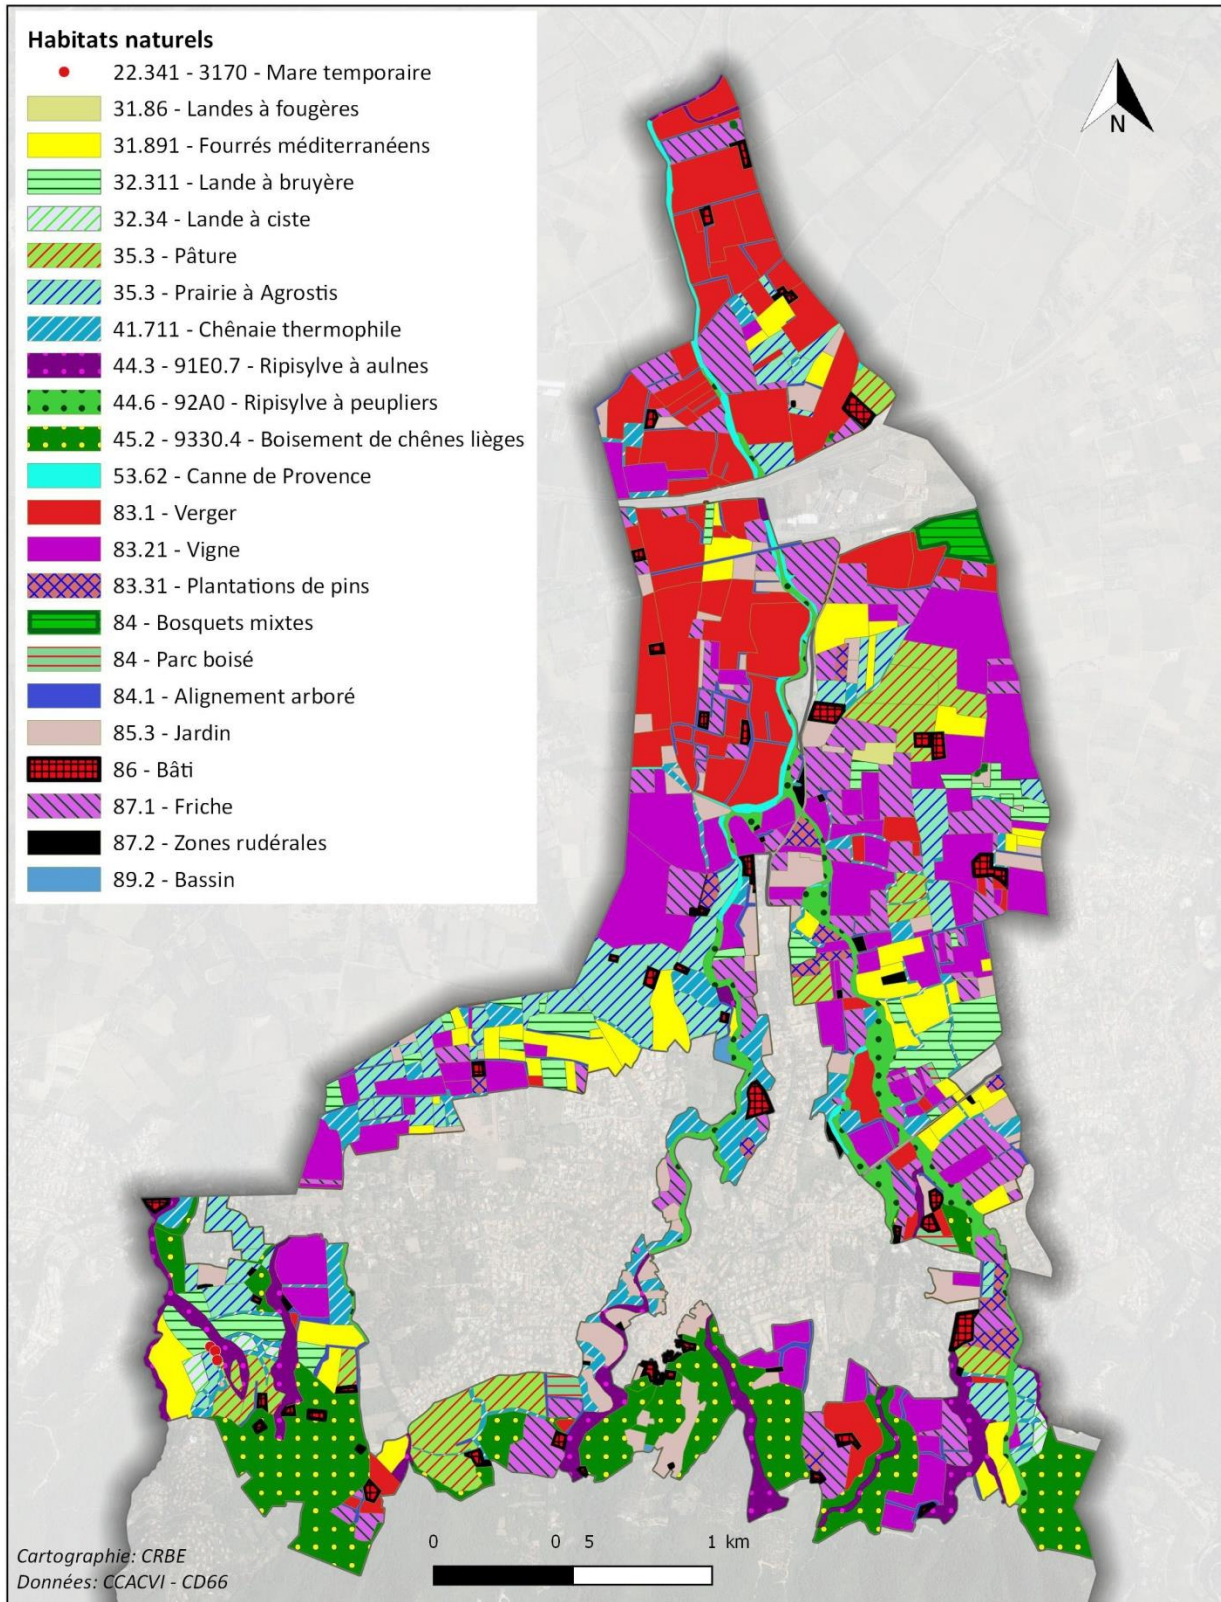 Habitats naturels
22.341 - 3170 - Mare temporaire
31.86 - Landes à fougères
31.891 - Fourrés méditerranéens
32.311 - Lande à bruyère
32.34 - Lande à ciste
35.3 - Pâture
35.3 - Prairie à Agrostis
41.711 - Chênaie thermophile
44.3 - 91E0.7 - Ripisylve à aulnes
44.6 - 92A0 - Ripisylve à peupliers
45.2 - 9330.4 - Boisement de chênes lièges
53.62 - Canne de Provence
83.1 - Verger
83.21 - Vigne
83.31 - Plantations de pins
84 - Bosquets mixtes
84 - Parc boisé
84.1 - Alignement arboré
85.3 - Jardin
86 - Bâti
87.1 - Friche
87.2 - Zones rudérales
89.2 - Bassin
N
0 0 5 1 km
Cartographie: CRBE
Données: CCACVI - CD66